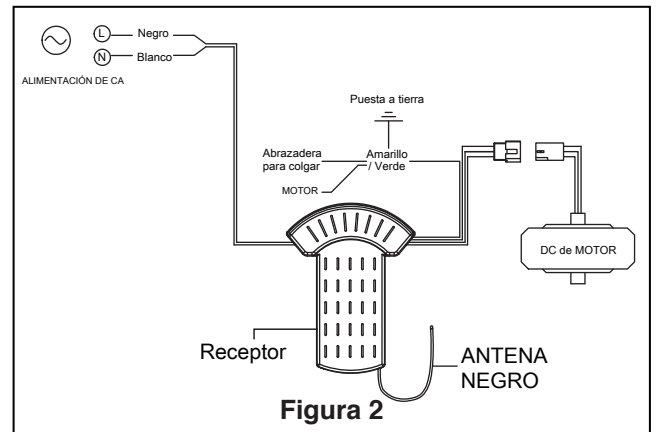 L
Negro
N
Blanco
ALIMENTACIÓN DE CA
Puesta a tierra
Abrazadera
para colgar
Amarillo
/ Verde
MOTOR
DC de MOTOR
Receptor
ANTENA
NEGRO
Figura 2